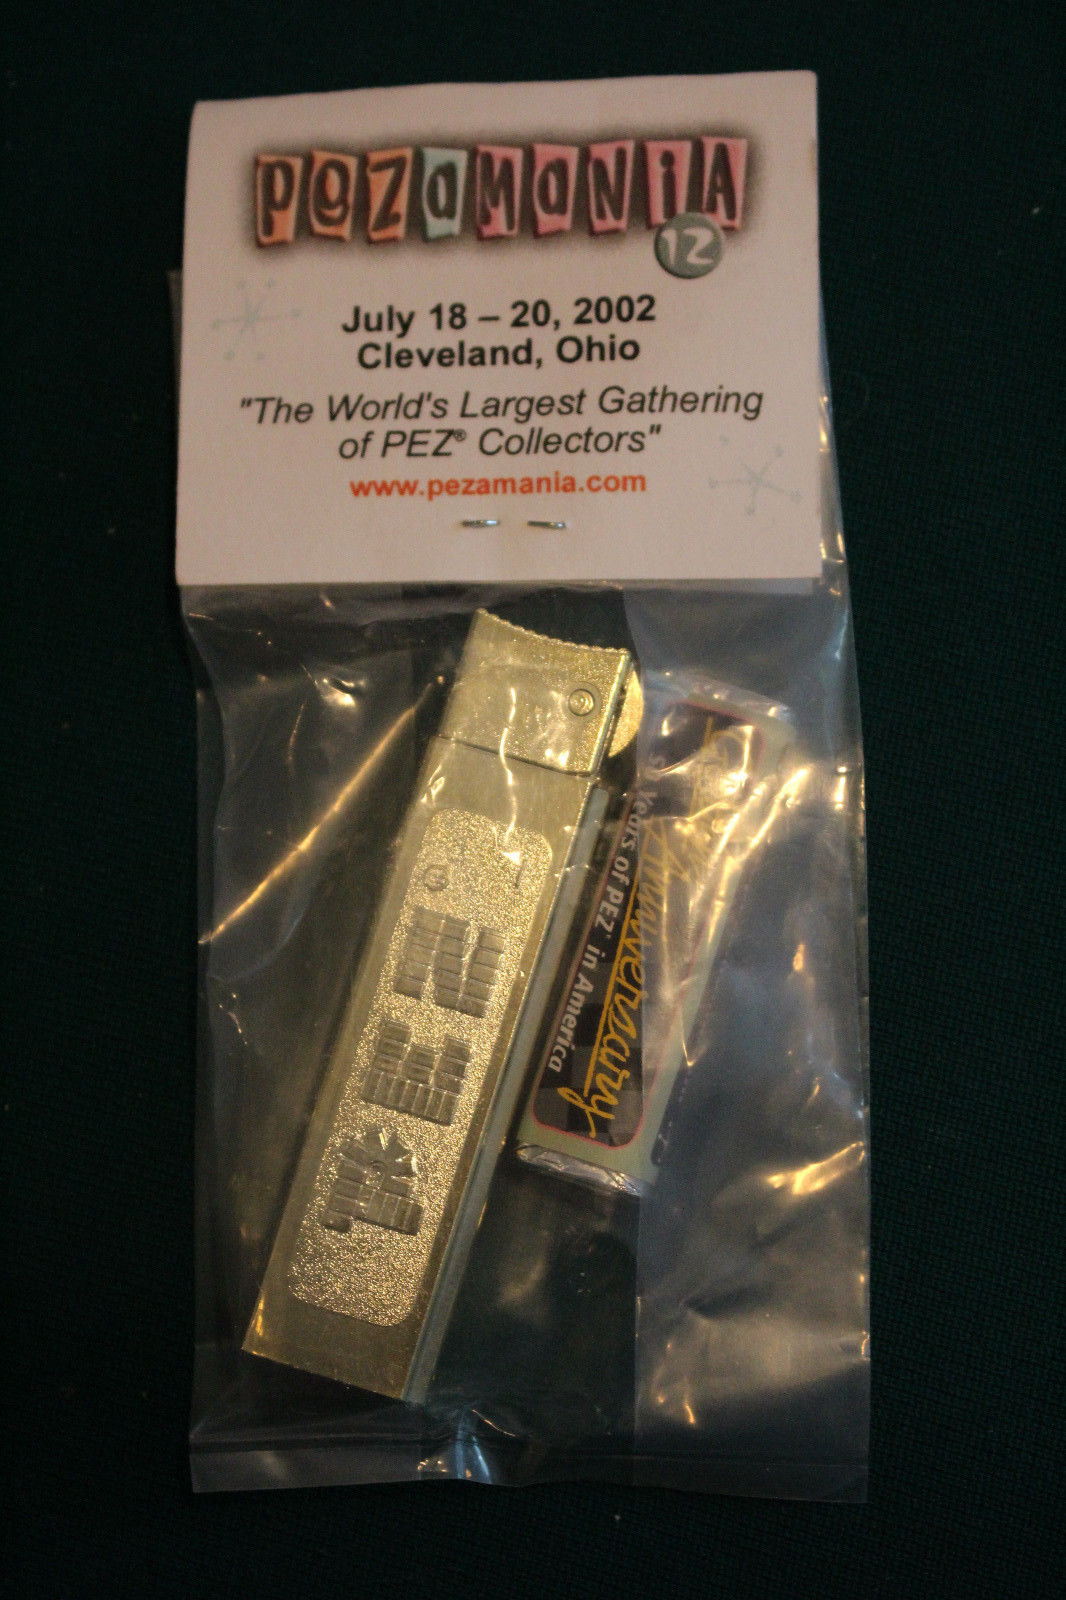 PEZAMANIA
12
July 18 – 20, 2002
Cleveland, Ohio
"The World's Largest Gathering
of PEZ® Collectors"
www.pezamania.com
PEZ
G
Anniversary
Years of PEZ in America